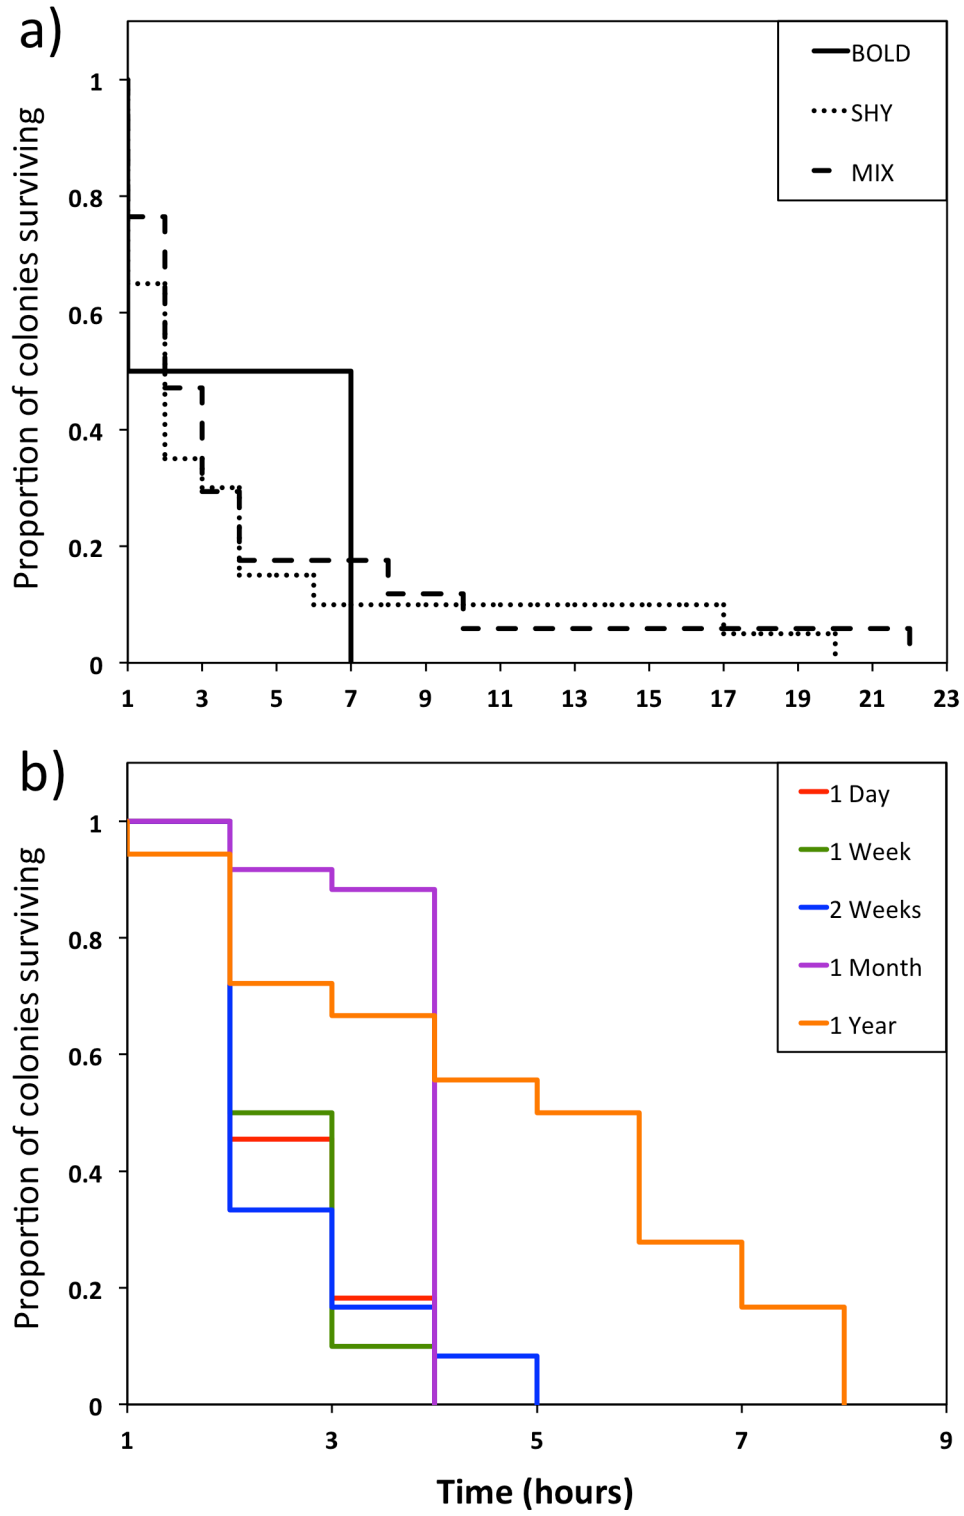 a)
Proportion of colonies surviving
1
0.8
0.6
0.4
0.2
0
1 3 5 7 9 11 13 15 17 19 21 23
BOLD
SHY
MIX
b)
Proportion of colonies surviving
1
0.8
0.6
0.4
0.2
0
1 3 5 7 9
1 Day
1 Week
2 Weeks
1 Month
1 Year
Time (hours)